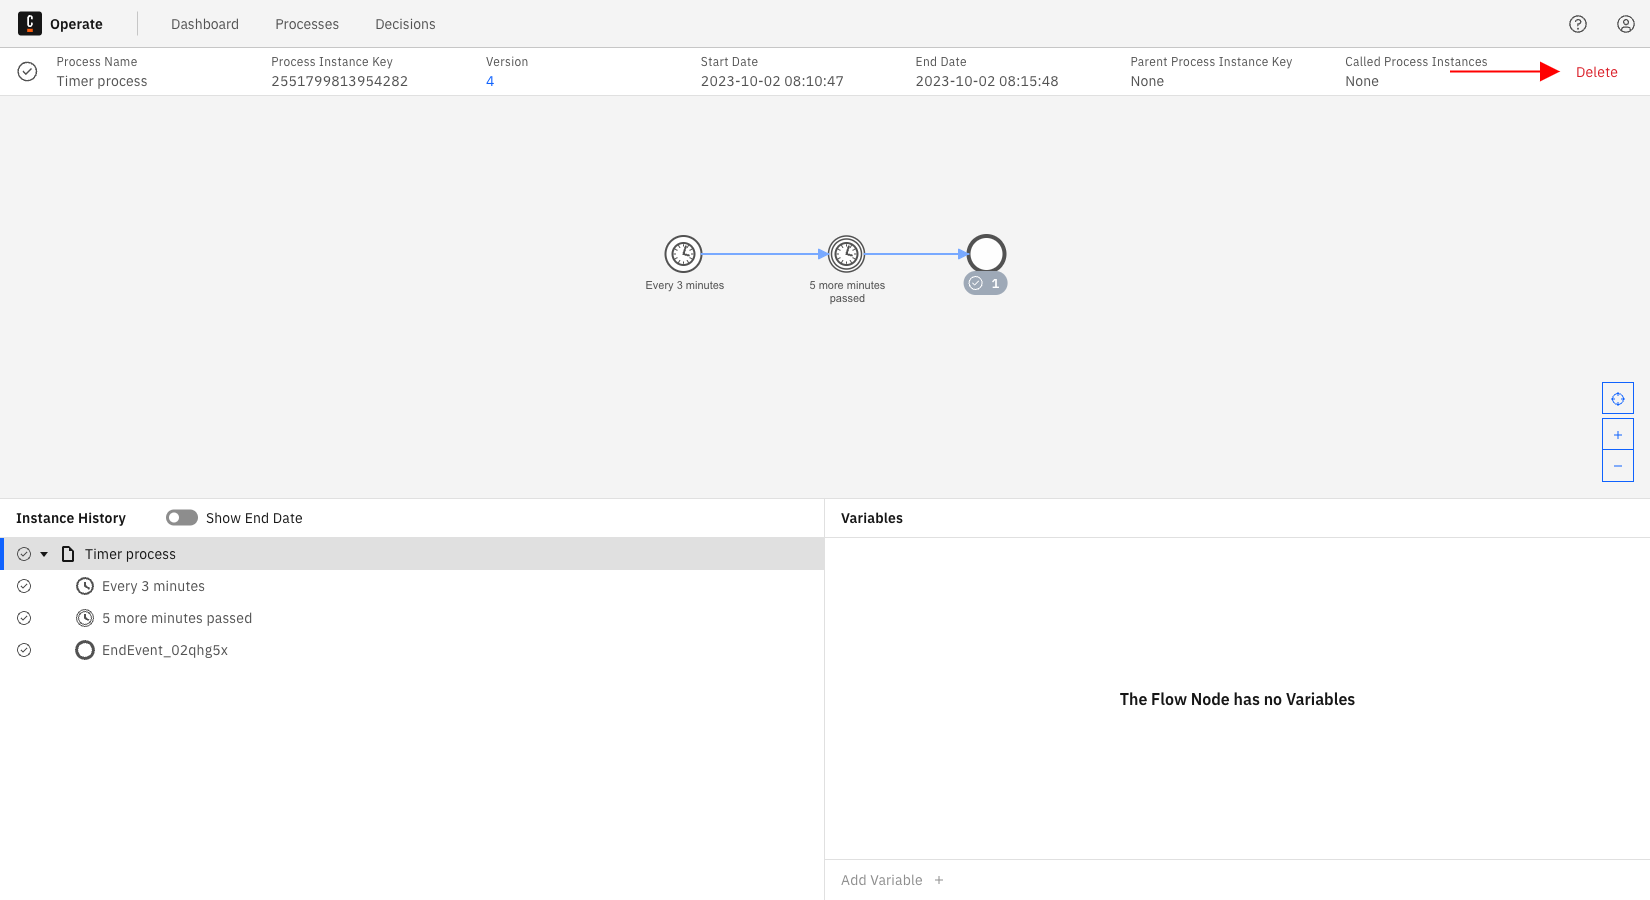 Operate
Dashboard
Processes
Decisions
Process Name
Timer process
Process Instance Key
2551799813954282
Version
4
Start Date
2023-10-02 08:10:47
End Date
2023-10-02 08:15:48
Parent Process Instance Key
None
Called Process Instances
None
Delete
Every 3 minutes
5 more minutes
passed
1
Instance History
Show End Date
Timer process
Every 3 minutes
5 more minutes passed
EndEvent_02qhg5x
Variables
The Flow Node has no Variables
Add Variable +